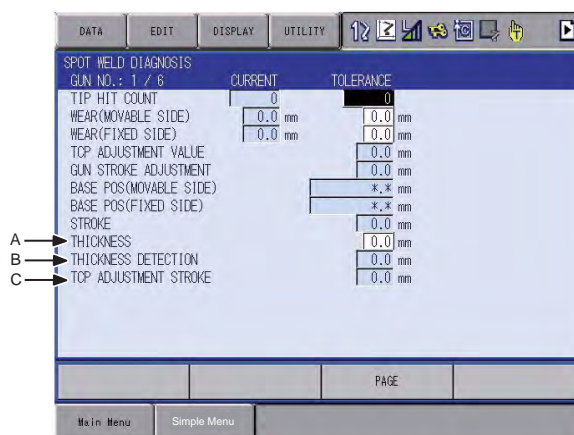 DATA EDIT DISPLAY UTILITY
SPOT WELD DIAGNOSIS
GUN NO.: 1 / 6 CURRENT TOLERANCE
TIP HIT COUNT 0 0
WEAR(MOVABLE SIDE) 0.0 mm 0.0 mm
WEAR(FIXED SIDE) 0.0 mm 0.0 mm
TCP ADJUSTMENT VALUE 0.0 mm
GUN STROKE ADJUSTMENT 0.0 mm
BASE POS(MOVABLE SIDE) *.* mm
BASE POS(FIXED SIDE) *.* mm
STROKE 0.0 mm
A THICKNESS 0.0 mm
B THICKNESS DETECTION 0.0 mm
C TCP ADJUSTMENT STROKE 0.0 mm
PAGE
Main Menu Simple Menu